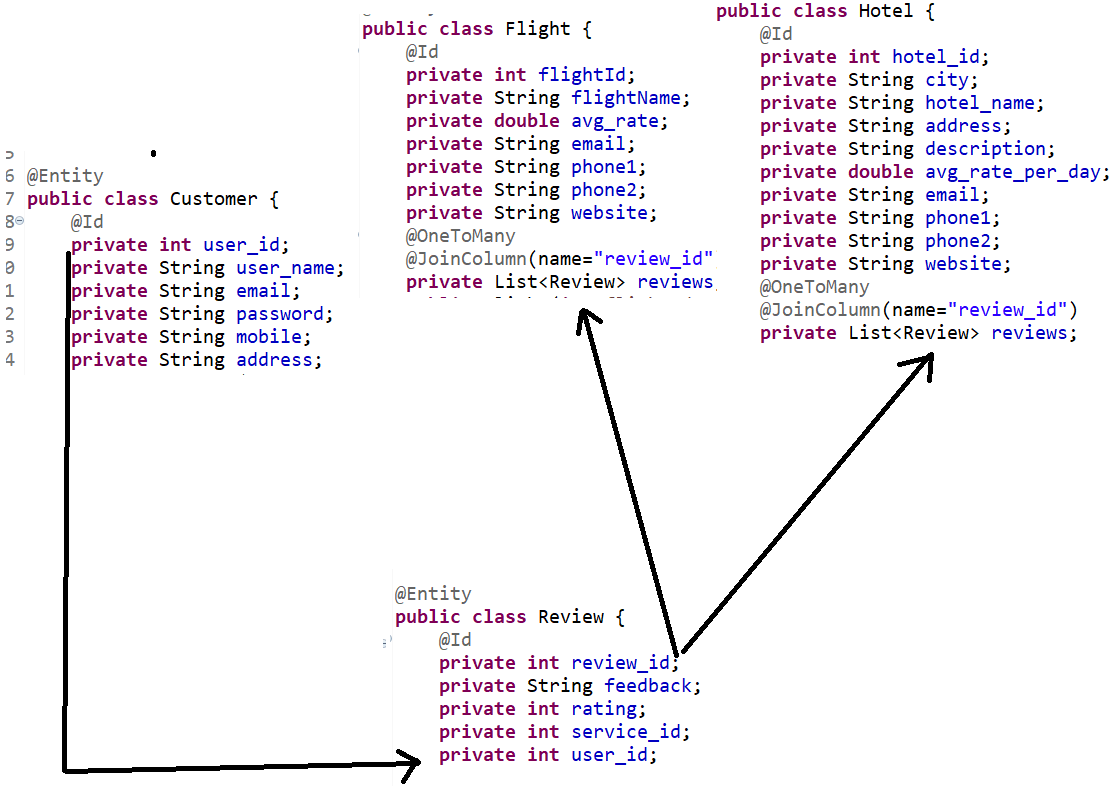 public class Flight {
@Id
private int flightId;
private String flightName;
private double avg_rate;
private String email;
private String phone1;
private String phone2;
private String website;
@OneToMany
@JoinColumn(name="review_id"
private List<Review> reviews
public class Hotel {
@Id
private int hotel_id;
private String city;
private String hotel_name;
private String address;
private String description;
private double avg_rate_per_day;
private String email;
private String phone1;
private String phone2;
private String website;
@OneToMany
@JoinColumn(name="review_id")
private List<Review> reviews;
6 @Entity
7 public class Customer {
8 @Id
9 private int user_id;
0 private String user_name;
1 private String email;
2 private String password;
3 private String mobile;
4 private String address;
@Entity
public class Review {
@Id
private int review_id;
private String feedback;
private int rating;
private int service_id;
private int user_id;